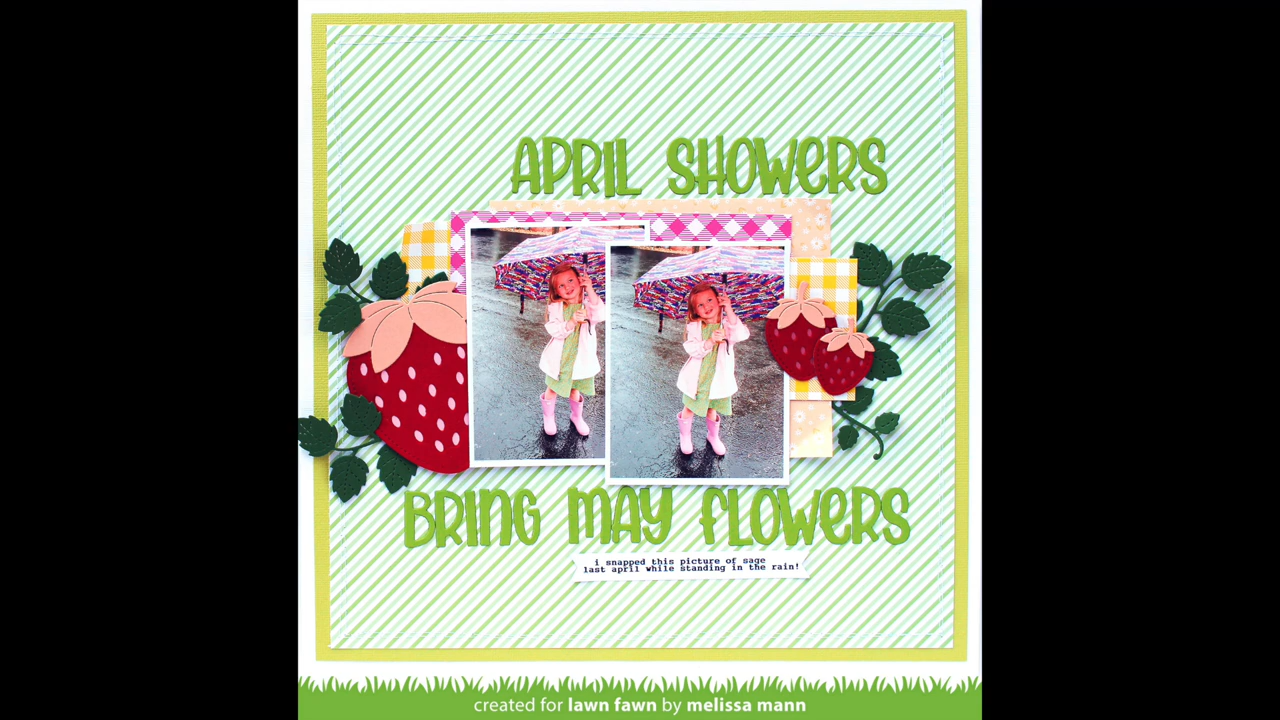 APRIL SHOWERS
BRING MAY FLOWERS
i snapped this picture of sage
last april while standing in the rain!
created for lawn fawn by melissa mann